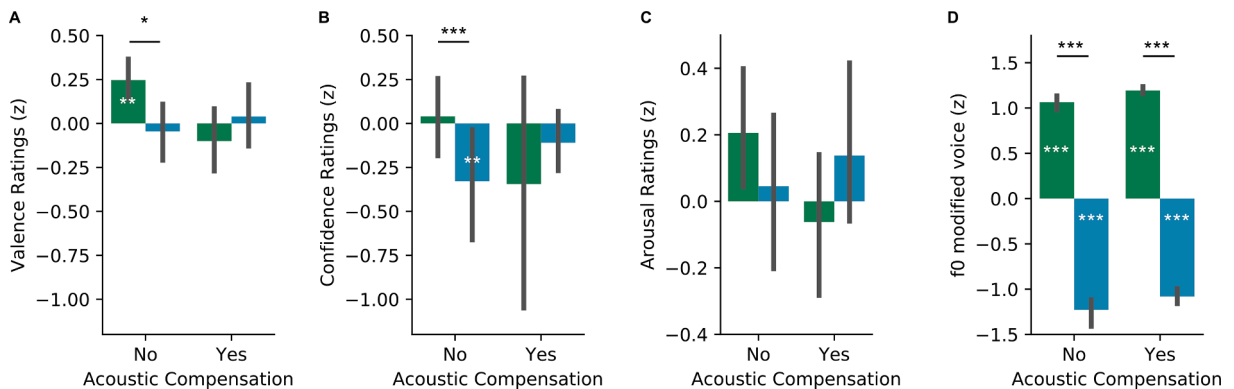 A
*
0.50
0.25
0.00
−0.25
−0.50
−0.75
−1.00
Valence Ratings (z)
**
No
Yes
Acoustic Compensation
B
***
0.50
0.25
0.00
−0.25
−0.50
−0.75
−1.00
Confidence Ratings (z)
**
No
Yes
Acoustic Compensation
C
0.4
0.2
0.0
−0.2
−0.4
Arousal Ratings (z)
No
Yes
Acoustic Compensation
D
*** ***
1.5
1.0
0.5
0.0
−0.5
−1.0
−1.5
f0 modified voice (z)
*** ***
*** ***
No
Yes
Acoustic Compensation